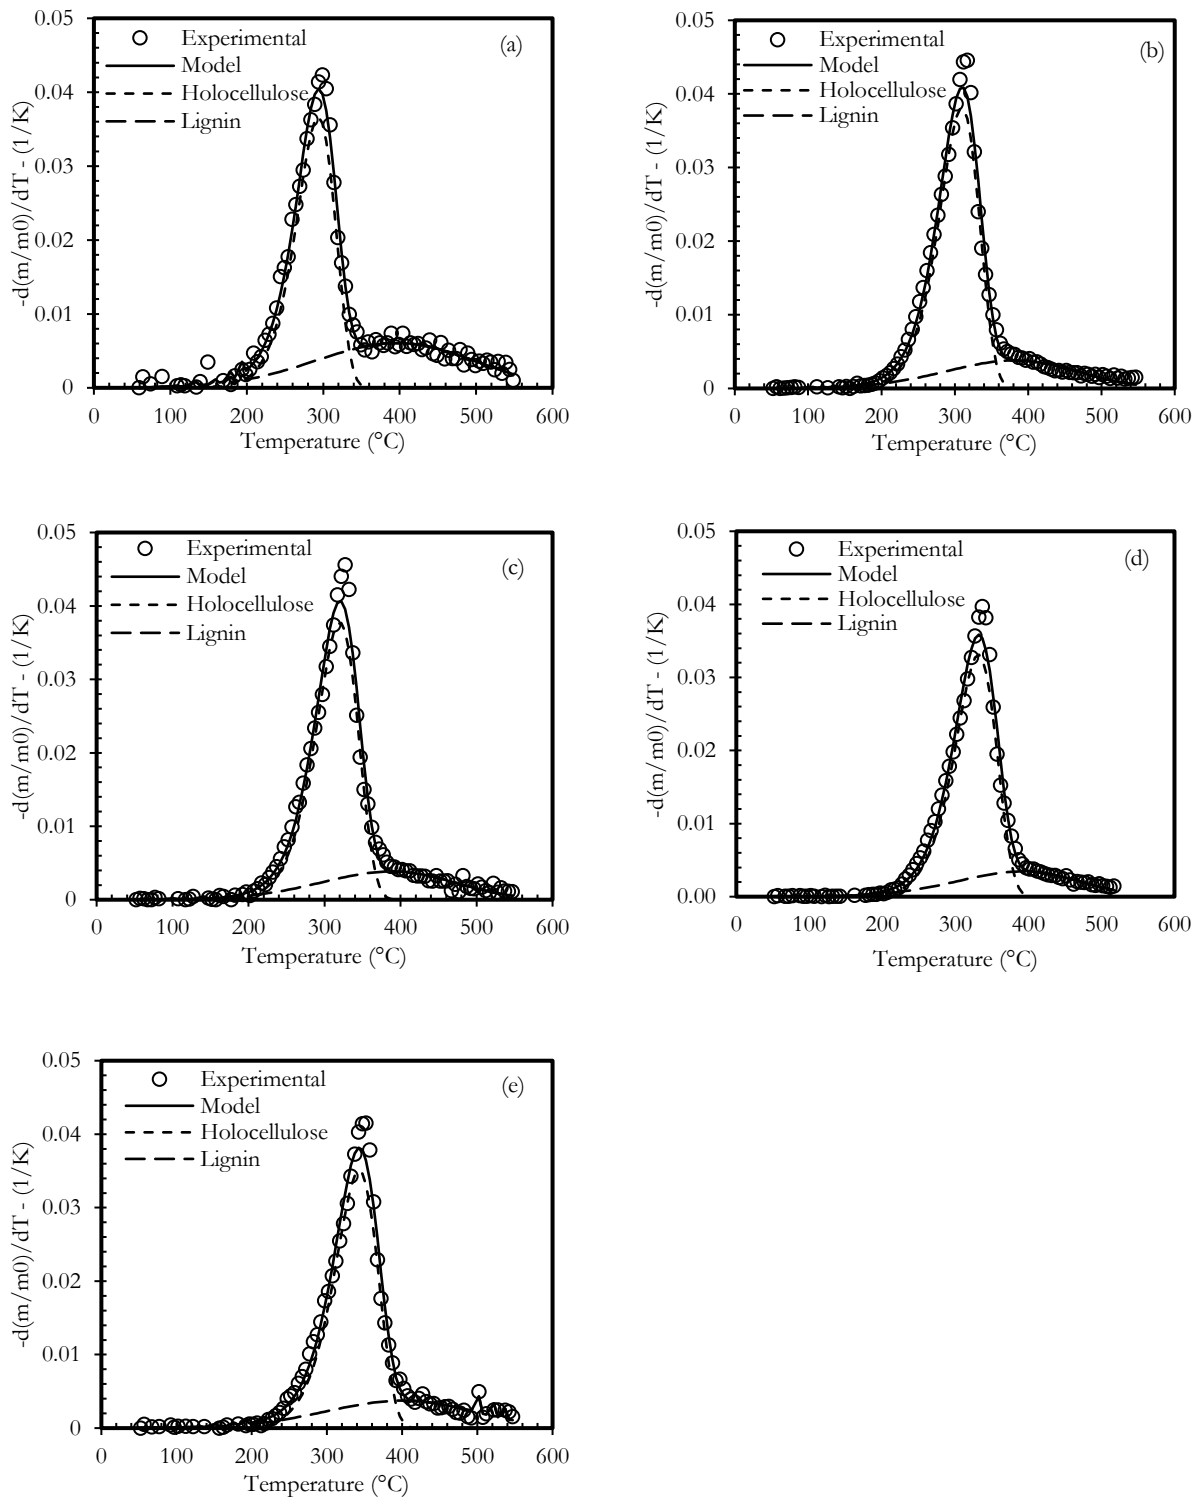 0.05
0.04
0.03
0.02
0.01
0
-d(m/m0)/dT - (1/K)
Experimental
Model
Holocellulose
Lignin
(a)
0 100 200 300 400 500 600
Temperature (°C)
0.05
0.04
0.03
0.02
0.01
0
-d(m/m0)/dT - (1/K)
Experimental
Model
Holocellulose
Lignin
(b)
0 100 200 300 400 500 600
Temperature (°C)
0.05
0.04
0.03
0.02
0.01
0
-d(m/m0)/dT - (1/K)
Experimental
Model
Holocellulose
Lignin
(c)
0 100 200 300 400 500 600
Temperature (°C)
0.05
0.04
0.03
0.02
0.01
0.00
-d(m/m0)/dT - (1/K)
Experimental
Model
Holocellulose
Lignin
(d)
0 100 200 300 400 500 600
Temperature (°C)
0.05
0.04
0.03
0.02
0.01
0
-d(m/m0)/dT - (1/K)
Experimental
Model
Holocellulose
Lignin
(e)
0 100 200 300 400 500 600
Temperature (°C)